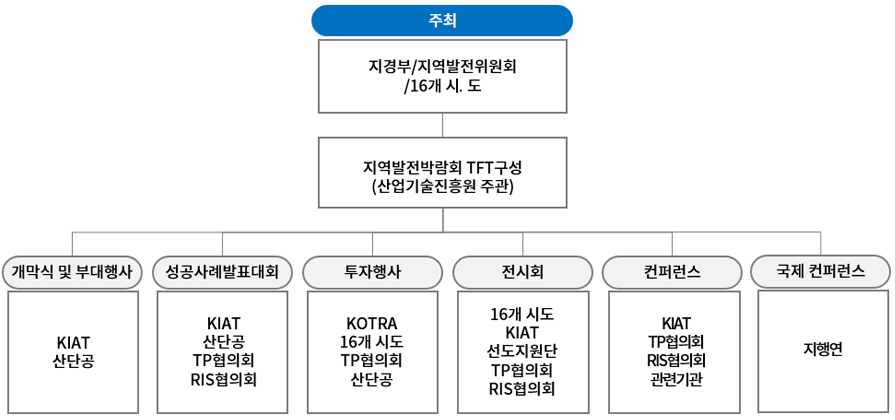 주최
지경부/지역발전위원회
/16개 시. 도
지역발전박람회 TFT구성
(산업기술진흥원 주관)
개막식 및 부대행사
KIAT
산단공
성공사례발표대회
KIAT
산단공
TP협의회
RIS협의회
투자행사
KOTRA
16개 시도
TP협의회
산단공
전시회
16개 시도
KIAT
선도지원단
TP협의회
RIS협의회
컨퍼런스
KIAT
TP협의회
RIS협의회
관련기관
국제 컨퍼런스
지행연